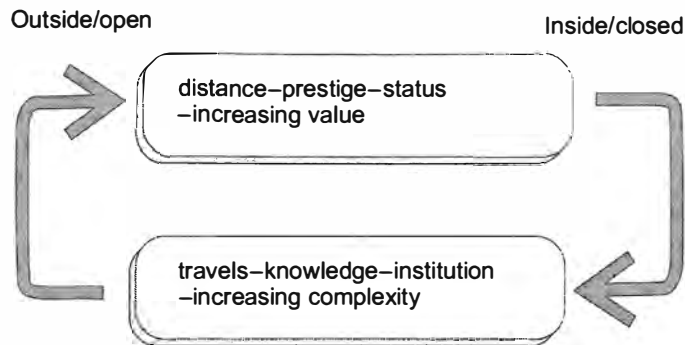 Outside/open
Inside/closed
distance–prestige–status
–increasing value
travels–knowledge–institution
–increasing complexity